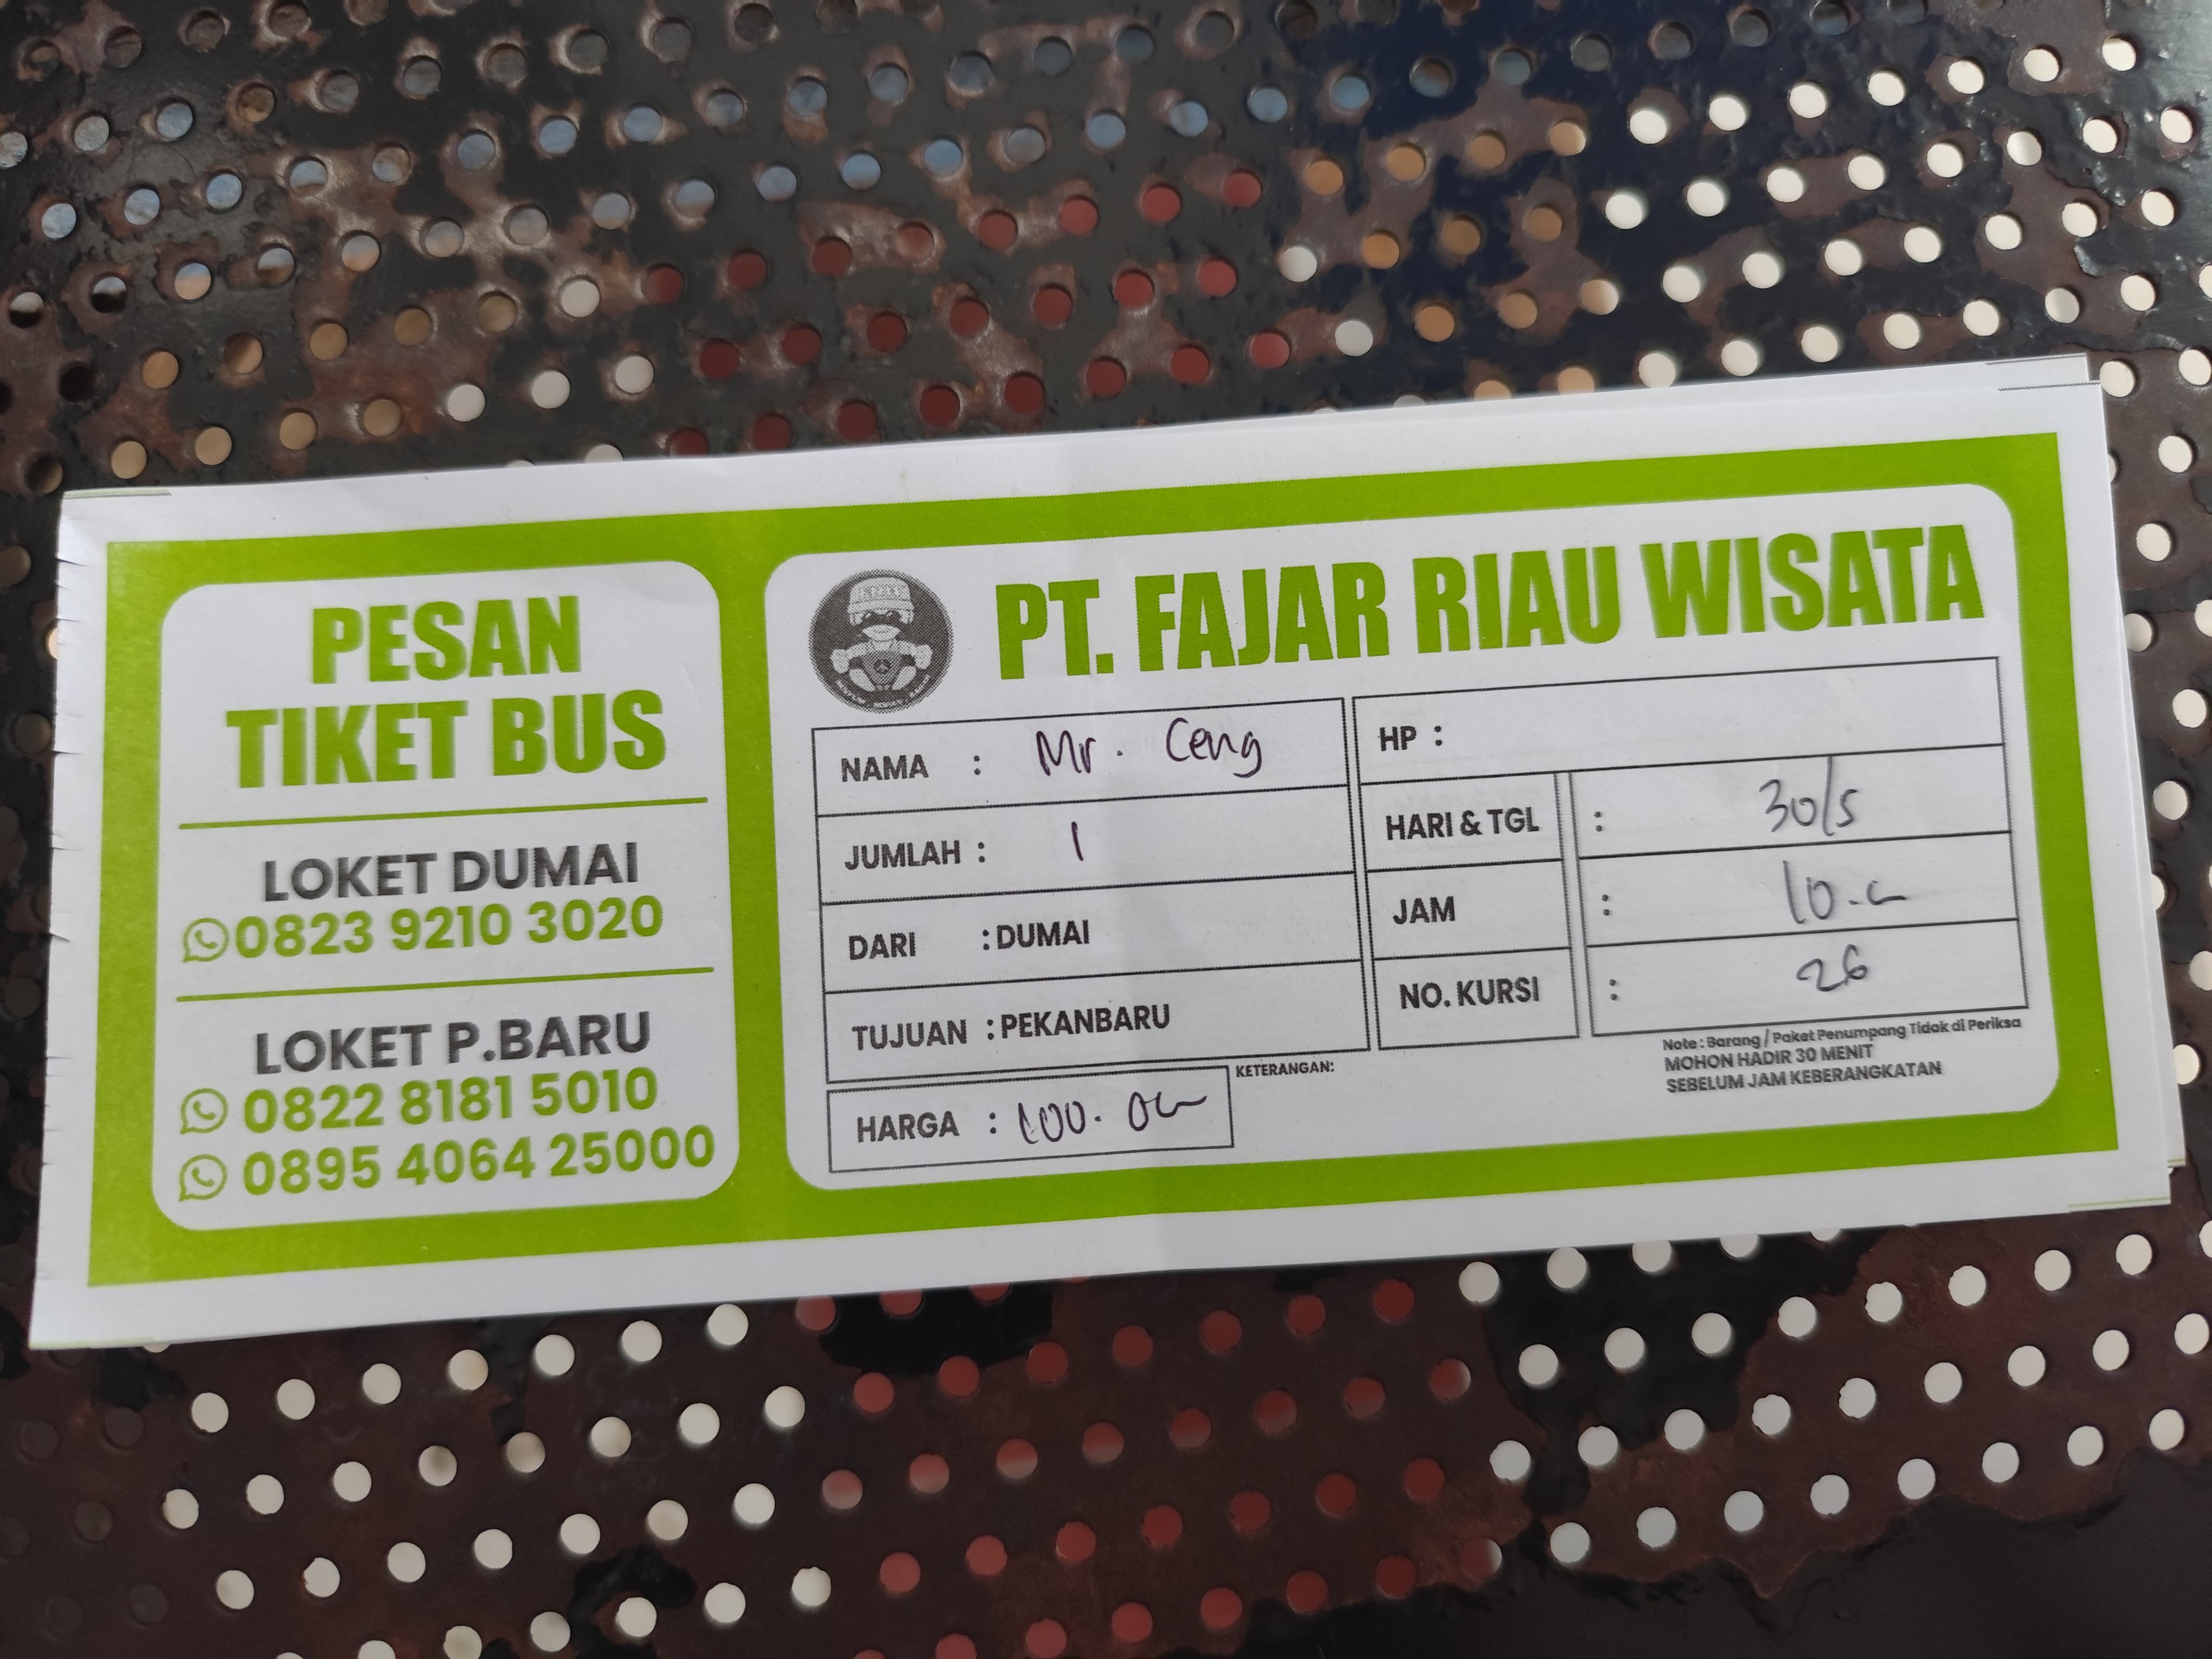 PESAN
TIKET BUS
LOKET DUMAI
0823 9210 3020
LOKET P.BARU
0822 8181 5010
0895 4064 25000
PT. FAJAR RIAU WISATA
NAMA : Mr. Ceng
JUMLAH : 1
DARI : DUMAI
TUJUAN : PEKANBARU
HARGA : 100.
KETERANGAN:
HP :
HARI & TGL : 30/5
JAM : 10.
NO. KURSI : 26
Note : Barang / Paket Penumpang Tidak di Periksa
MOHON HADIR 30 MENIT
SEBELUM JAM KEBERANGKATAN